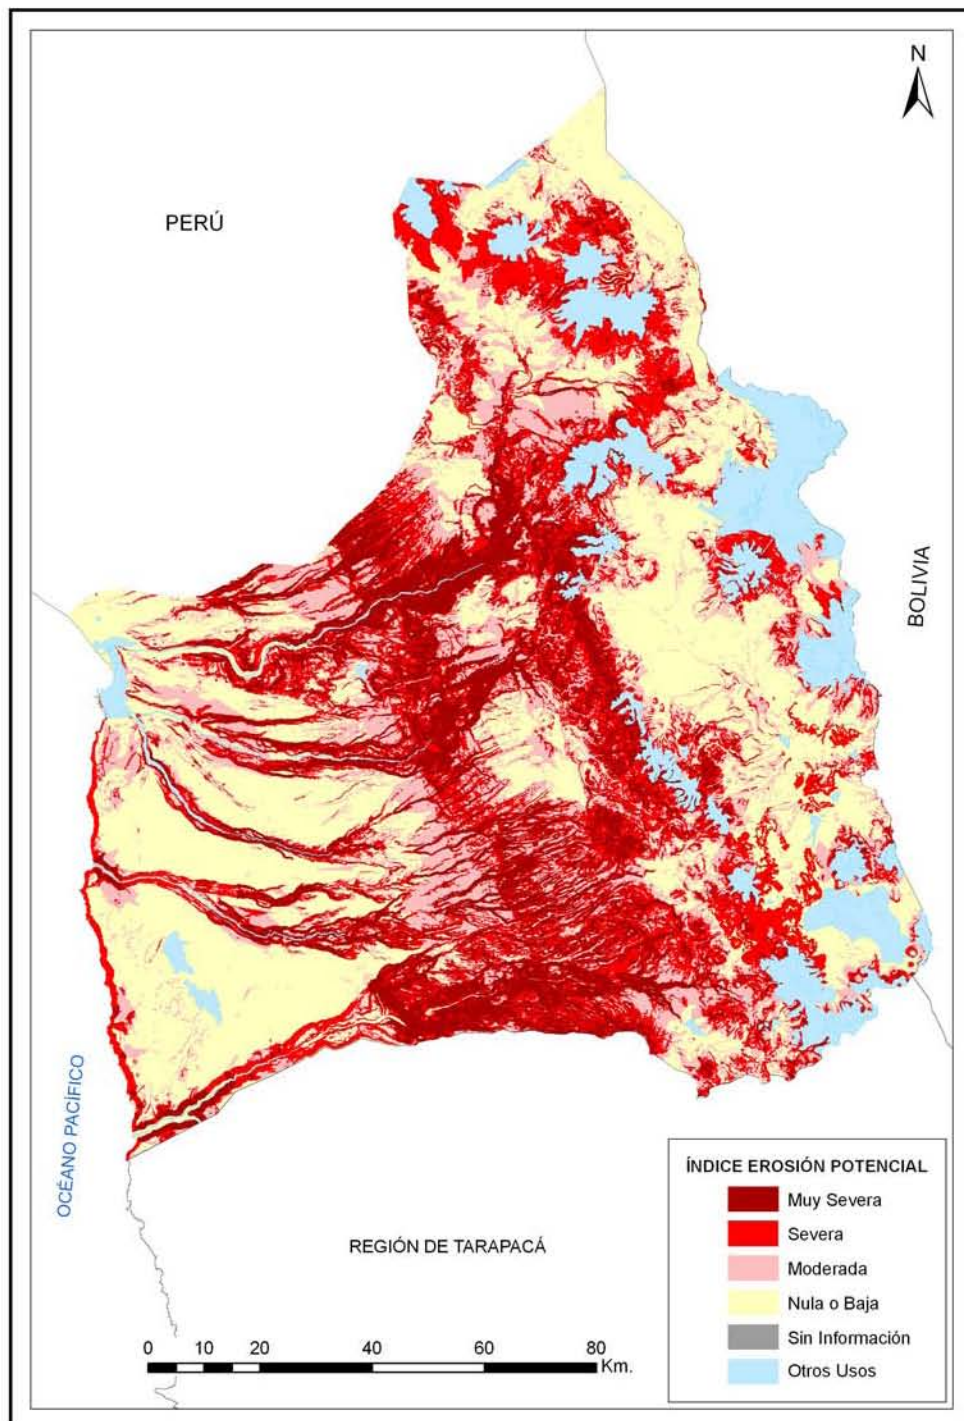 N
PERÚ
BOLIVIA
OCÉANO PACÍFICO
REGIÓN DE TARAPACÁ
ÍNDICE EROSIÓN POTENCIAL
Muy Severa
Severa
Moderada
Nula o Baja
Sin Información
Otros Usos
0 10 20 40 60 80
Km.